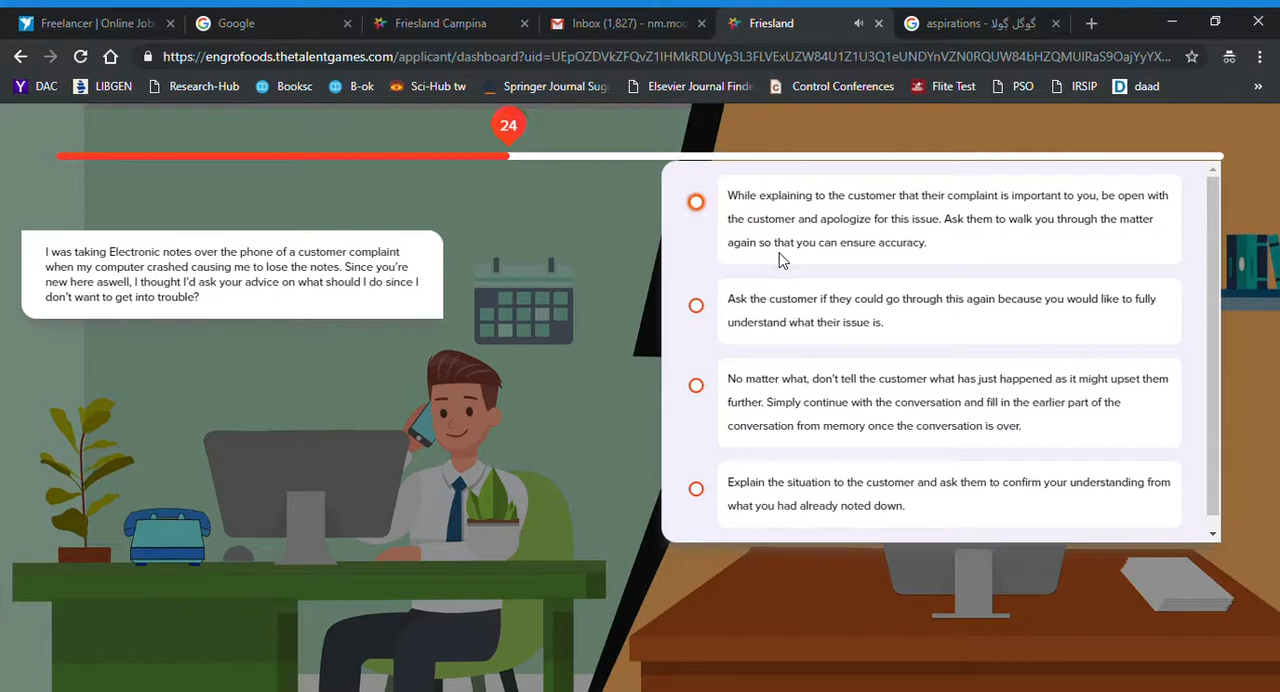 Freelancer | Online Job
Google
Friesland Campina
Inbox (1,827) - nm.moc
Friesland
aspirations - گوگل گولا
https://engrofoods.thetalentgames.com/applicant/dashboard?uid=
DAC
LIBGEN
Research-Hub
Booksc
B-ok
Sci-Hub tw
Springer Journal Sug
Elsevier Journal Finde
Control Conferences
Flite Test
PSO
IRSIP
daad
24
I was taking Electronic notes over the phone of a customer complaint
when my computer crashed causing me to lose the notes. Since you're
new here aswell, I thought I'd ask your advice on what should I do since I
don't want to get into trouble?
While explaining to the customer that their complaint is important to you, be open with
the customer and apologize for this issue. Ask them to walk you through the matter
again so that you can ensure accuracy.
Ask the customer if they could go through this again because you would like to fully
understand what their issue is.
No matter what, don't tell the customer what has just happened as it might upset them
further. Simply continue with the conversation and fill in the earlier part of the
conversation from memory once the conversation is over.
Explain the situation to the customer and ask them to confirm your understanding from
what you had already noted down.